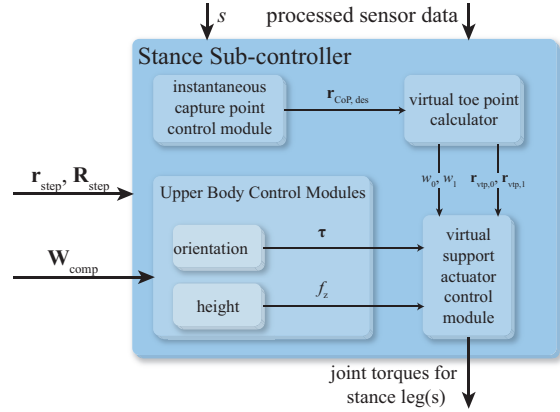 s
processed sensor data
Stance Sub-controller
instantaneous
capture point
control module
r_CoP, des
virtual toe point
calculator
w_0, w_1
r_vtp,0, r_vtp,1
r_step, R_step
Upper Body Control Modules
orientation
τ
virtual
support
actuator
control
module
W_comp
height
f_z
joint torques for
stance leg(s)